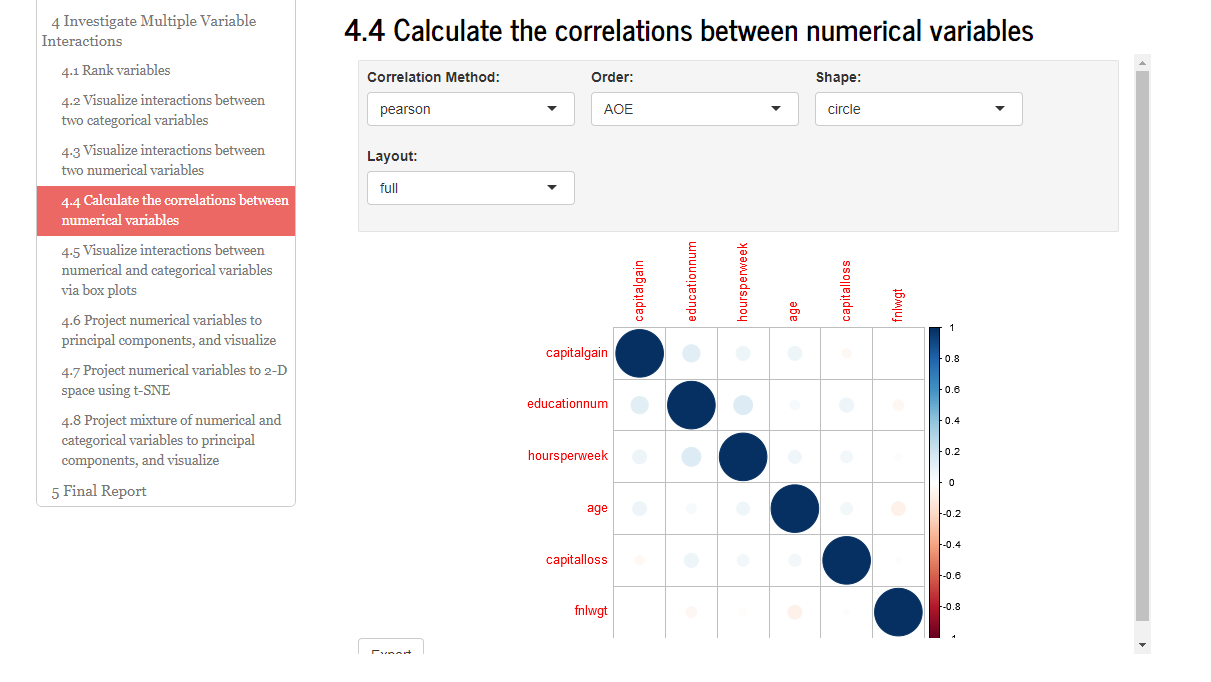 4 Investigate Multiple Variable
Interactions
4.1 Rank variables
4.2 Visualize interactions between
two categorical variables
4.3 Visualize interactions between
two numerical variables
4.4 Calculate the correlations between
numerical variables
4.5 Visualize interactions between
numerical and categorical variables
via box plots
4.6 Project numerical variables to
principal components, and visualize
4.7 Project numerical variables to 2-D
space using t-SNE
4.8 Project mixture of numerical and
categorical variables to principal
components, and visualize
5 Final Report
4.4 Calculate the correlations between numerical variables
Correlation Method: Order: Shape:
pearson AOE circle
Layout:
full
capitalgain educationnum hoursperweek age capitalloss fnlwgt
capitalgain
educationnum
hoursperweek
age
capitalloss
fnlwgt
1
0.8
0.6
0.4
0.2
0
-0.2
-0.4
-0.6
-0.8
-1
Export